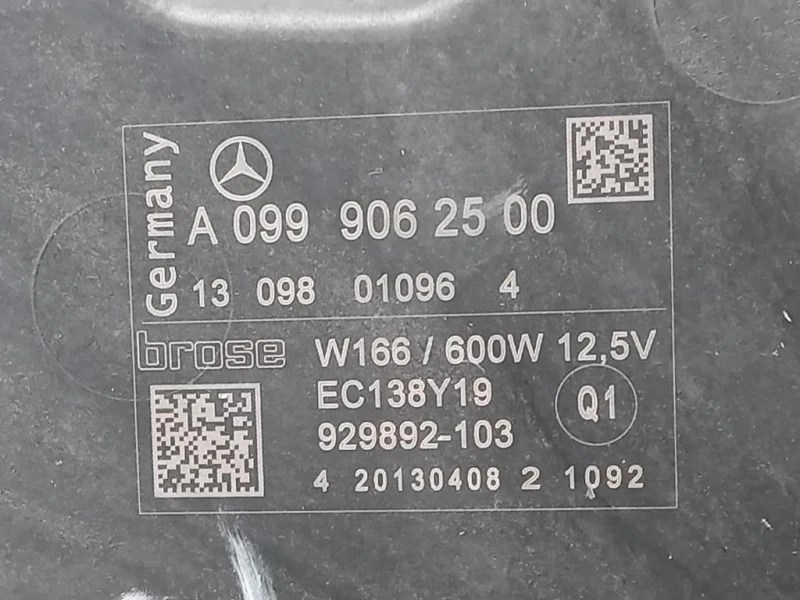 Germany
A 099 906 25 00
13 098 01096 4
brose W166 / 600W 12,5V
EC138Y19
Q1
929892-103
4 20130408 2 1092